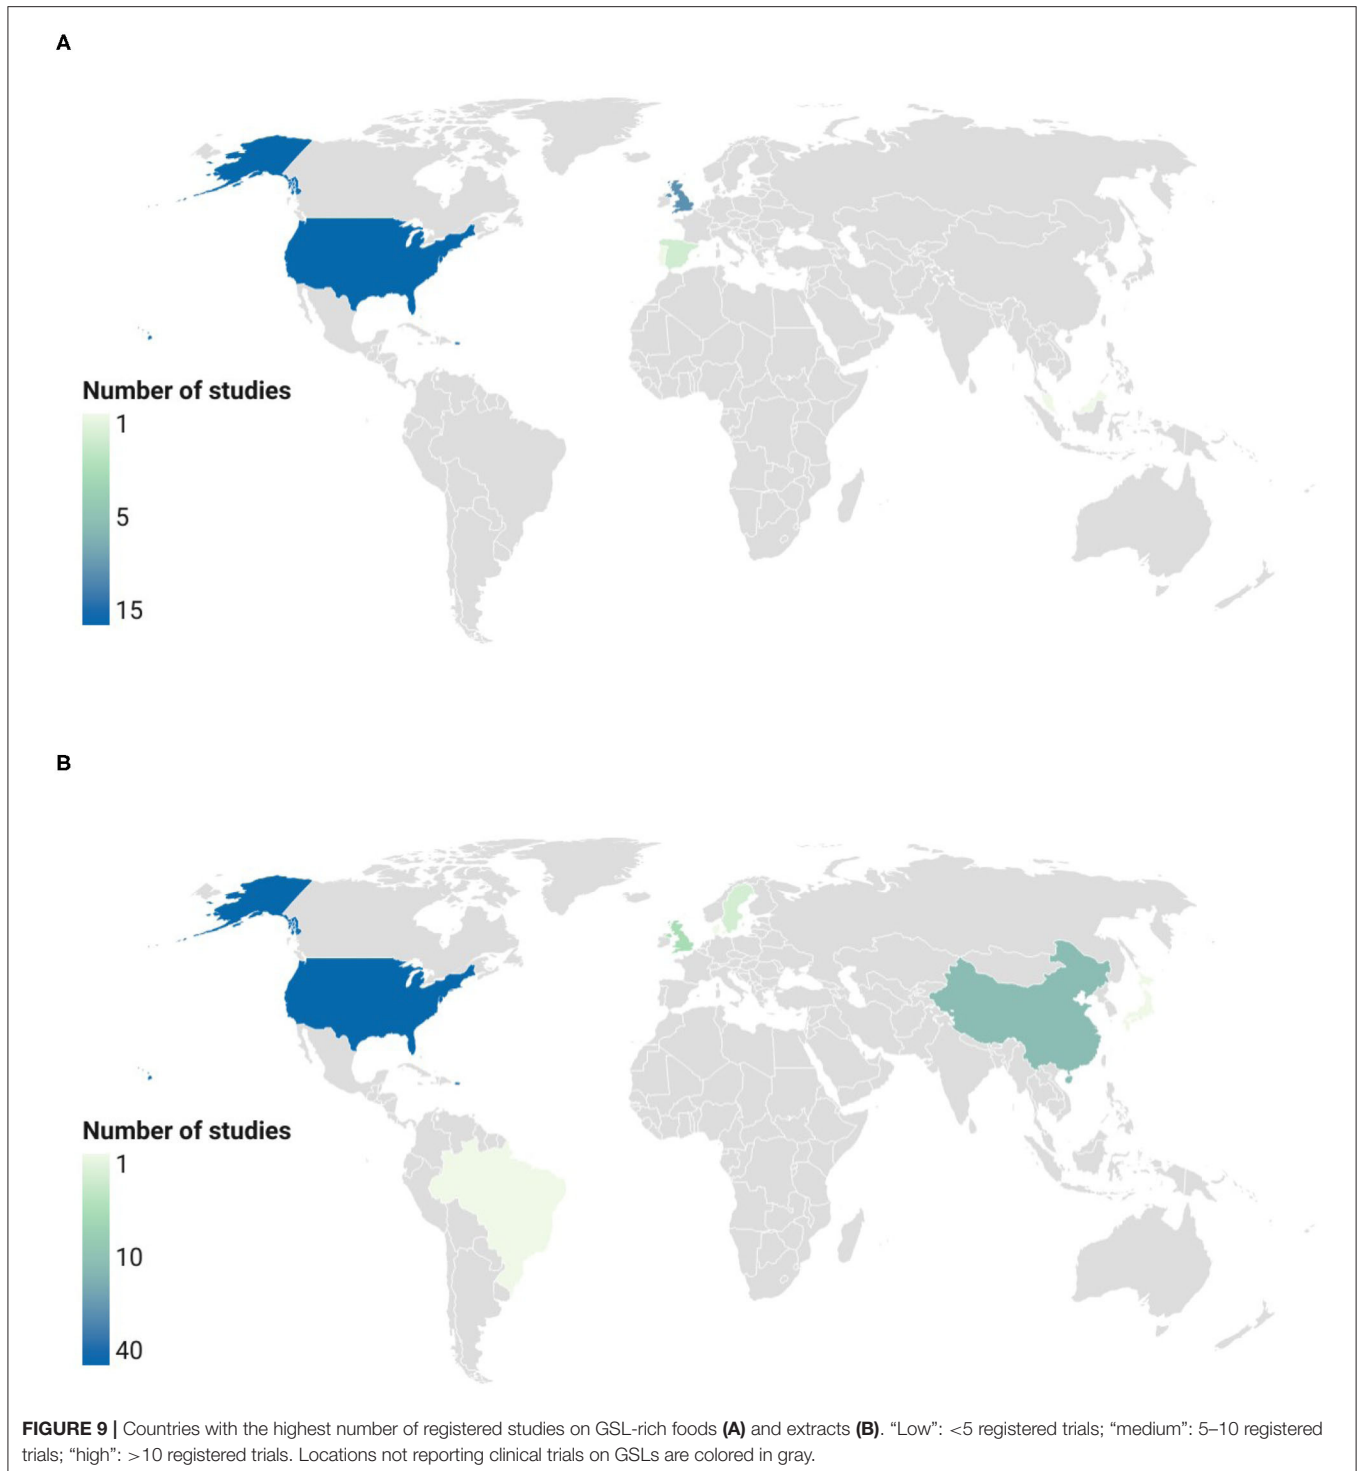 A
Number of studies
1
5
15
B
Number of studies
1
10
40
FIGURE 9 | Countries with the highest number of registered studies on GSL-rich foods (A) and extracts (B). “Low”: <5 registered trials; “medium”: 5–10 registered
trials; “high”: >10 registered trials. Locations not reporting clinical trials on GSLs are colored in gray.